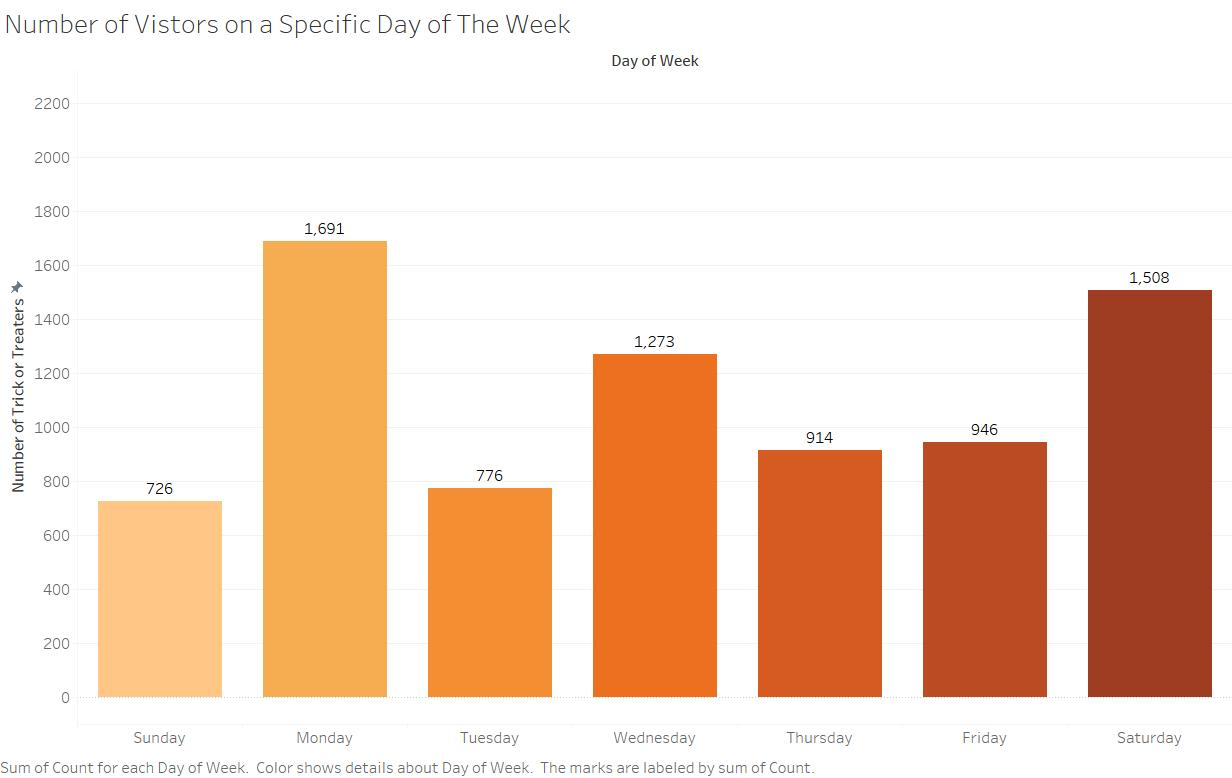 Number of Vistors on a Specific Day of The Week
Day of Week
Number of Trick or Treaters
2200
2000
1800
1600
1400
1200
1000
800
600
400
200
0
726
1,691
776
1,273
914
946
1,508
Sunday
Monday
Tuesday
Wednesday
Thursday
Friday
Saturday
Sum of Count for each Day of Week.  Color shows details about Day of Week.  The marks are labeled by sum of Count.